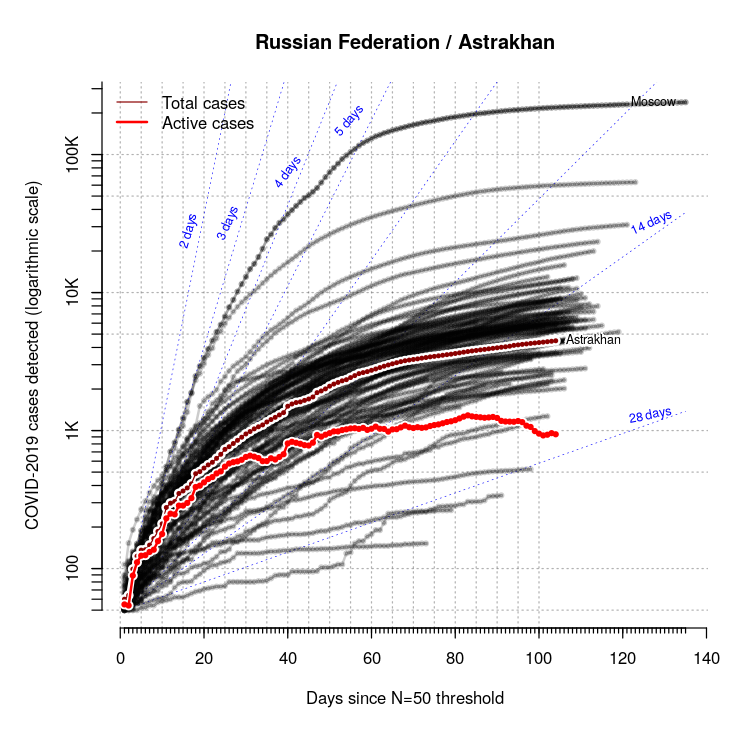 Russian Federation / Astrakhan
Total cases
Active cases
Moscow
2 days
3 days
4 days
5 days
14 days
Astrakhan
28 days
COVID-2019 cases detected (logarithmic scale)
100K
10K
1K
100
0 20 40 60 80 100 120 140
Days since N=50 threshold